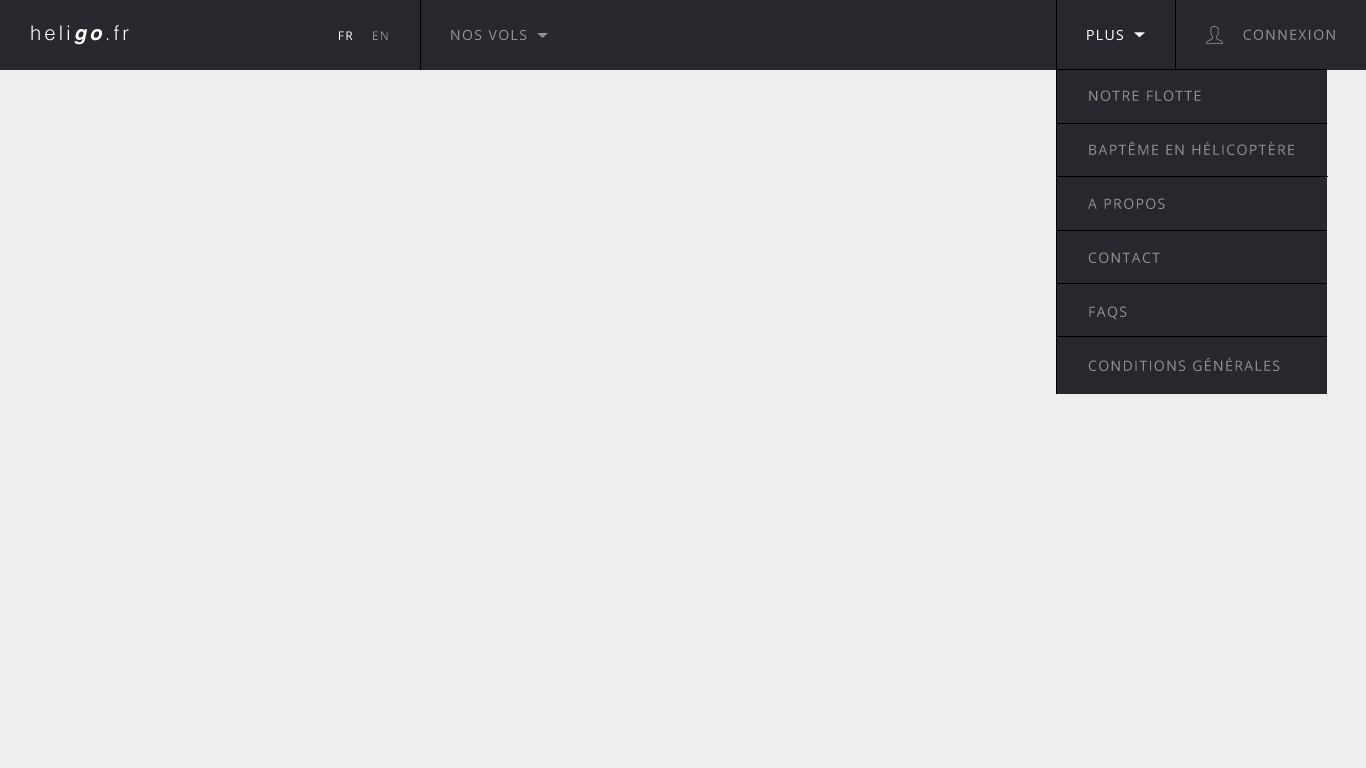 heligo.fr
FR EN
NOS VOLS
PLUS
CONNEXION
NOTRE FLOTTE
BAPTÊME EN HÉLICOPTÈRE
A PROPOS
CONTACT
FAQS
CONDITIONS GÉNÉRALES